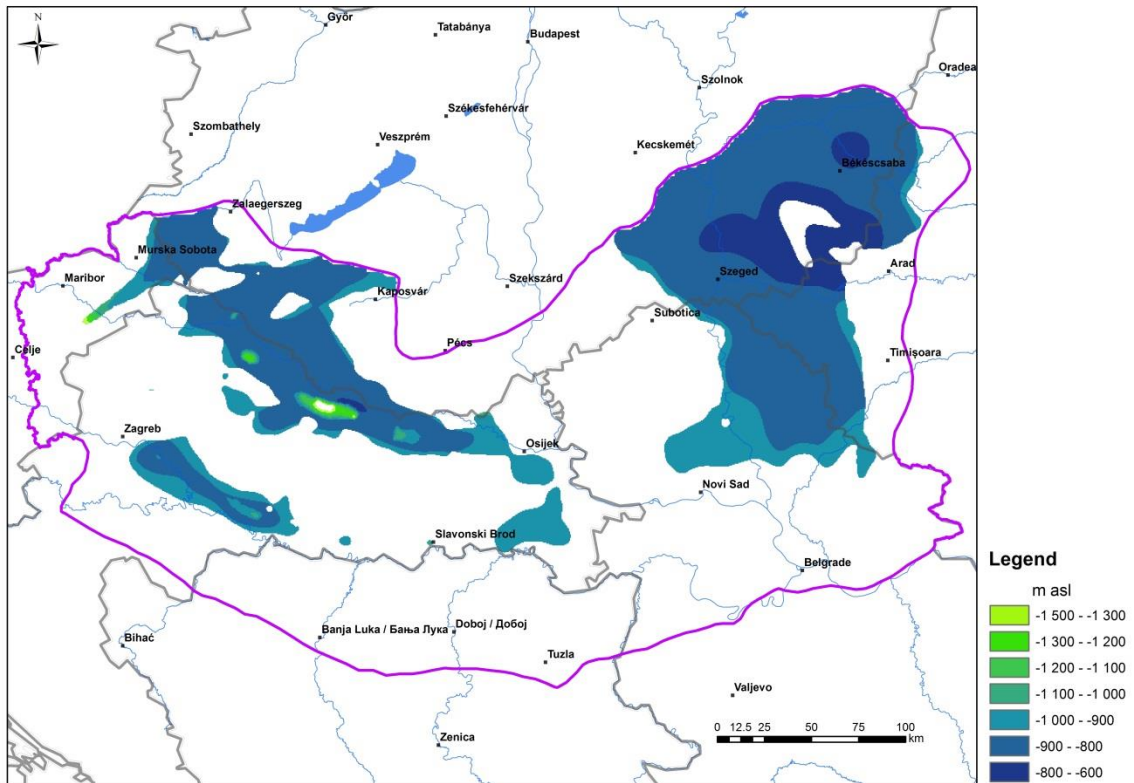 N
Győr
Tatabánya
Budapest
Oradea
Szolnok
Székesfehérvár
Szombathely
Veszprém
Kecskemét
Békéscsaba
Zalaegerszeg
Murska Sobota
Maribor
Arad
Szeged
Szekszárd
Kaposvár
Subotica
Pécs
Timișoara
Celje
Zagreb
Osijek
Novi Sad
Slavonski Brod
Belgrade
Banja Luka / Бања Лука
Doboj / Добој
Bihać
Tuzla
Valjevo
Zenica
0 12.5 25 50 75 100
km
Legend
m asl
-1 500 - -1 300
-1 300 - -1 200
-1 200 - -1 100
-1 100 - -1 000
-1 000 - -900
-900 - -800
-800 - -600